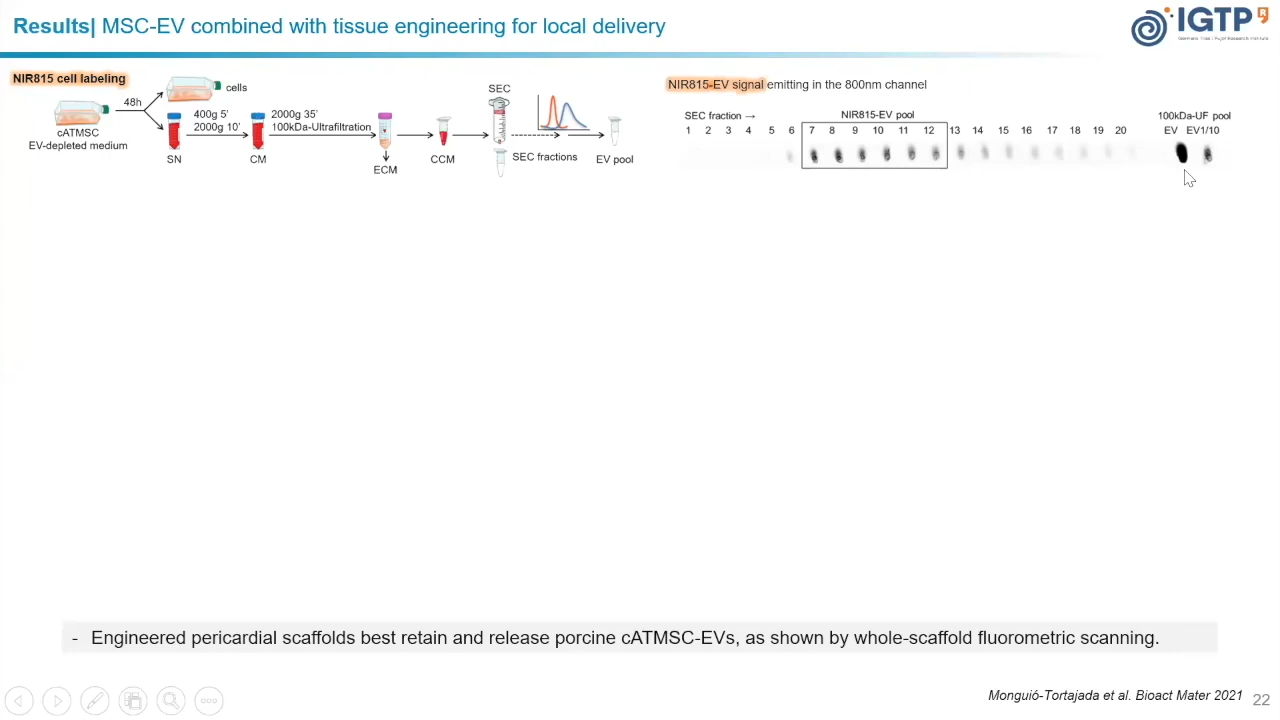 Results| MSC-EV combined with tissue engineering for local delivery
IGTP
NIR815 cell labeling
48h
cells
cATMSC
EV-depleted medium
400g 5'
2000g 10'
SN
2000g 35'
100kDa-Ultrafiltration
CM
ECM
CCM
SEC
SEC fractions
EV pool
NIR815-EV signal emitting in the 800nm channel
SEC fraction →
NIR815-EV pool
100kDa-UF pool
1 2 3 4 5 6 7 8 9 10 11 12 13 14 15 16 17 18 19 20 EV EV1/10
- Engineered pericardial scaffolds best retain and release porcine cATMSC-EVs, as shown by whole-scaffold fluorometric scanning.
Monguió-Tortajada et al. Bioact Mater 2021
22